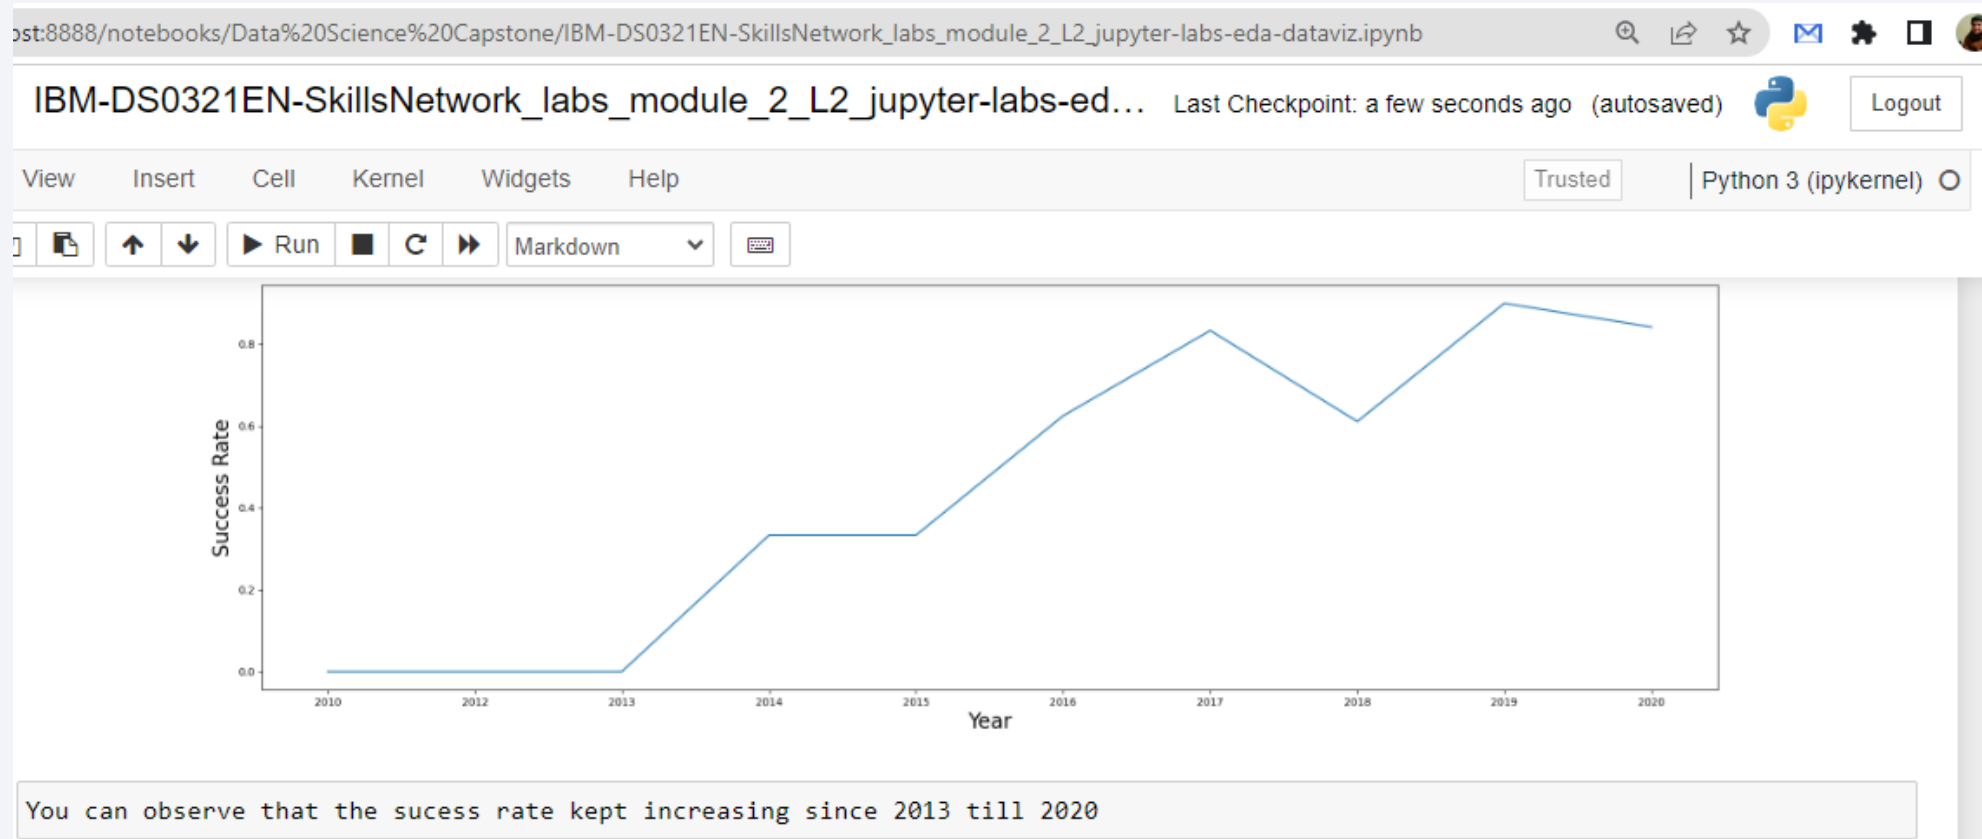 ost:8888/notebooks/Data%20Science%20Capstone/IBM-DS0321EN-SkillsNetwork_labs_module_2_L2_jupyter-labs-eda-dataviz.ipynb
IBM-DS0321EN-SkillsNetwork_labs_module_2_L2_jupyter-labs-ed... Last Checkpoint: a few seconds ago (autosaved) Logout
View Insert Cell Kernel Widgets Help Trusted Python 3 (ipykernel)
Run Markdown
0.8
0.6
0.4
0.2
0.0
Success Rate
2010 2012 2013 2014 2015 2016 2017 2018 2019 2020
Year
You can observe that the sucess rate kept increasing since 2013 till 2020